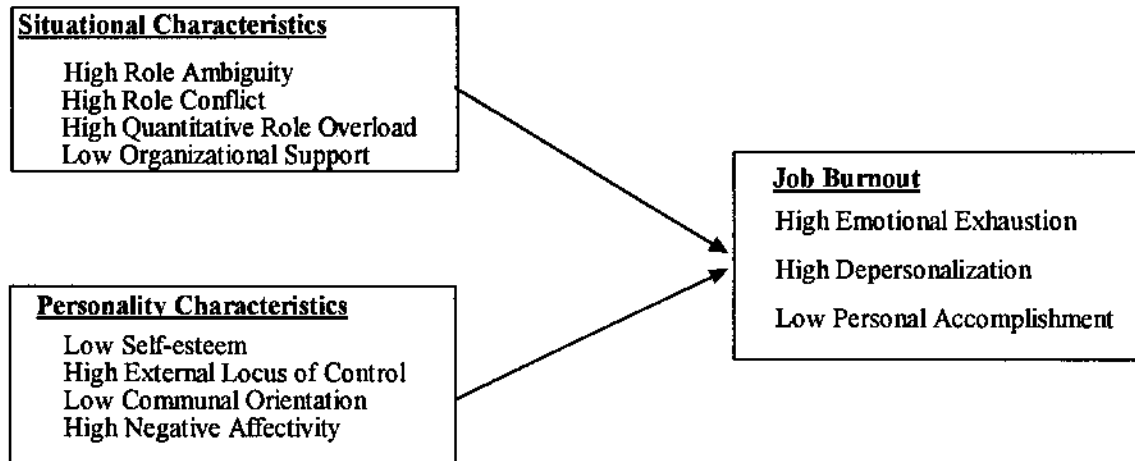 Situational Characteristics
High Role Ambiguity
High Role Conflict
High Quantitative Role Overload
Low Organizational Support
Personality Characteristics
Low Self-esteem
High External Locus of Control
Low Communal Orientation
High Negative Affectivity
Job Burnout
High Emotional Exhaustion
High Depersonalization
Low Personal Accomplishment